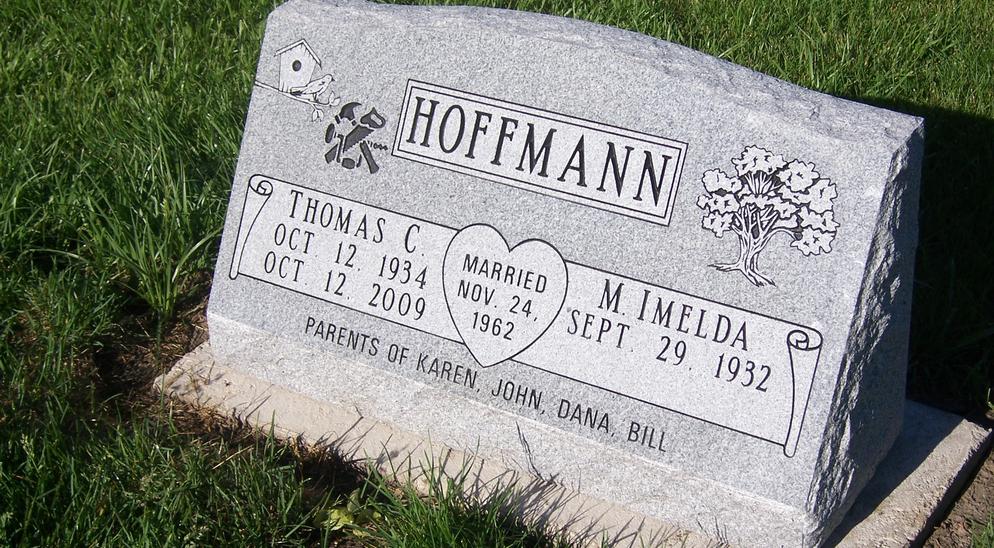 HOFFMANN
THOMAS C.
OCT. 12, 1934
OCT. 12, 2009
MARRIED
NOV. 24,
1962
M. IMELDA
SEPT. 29, 1932
PARENTS OF KAREN, JOHN, DANA, BILL